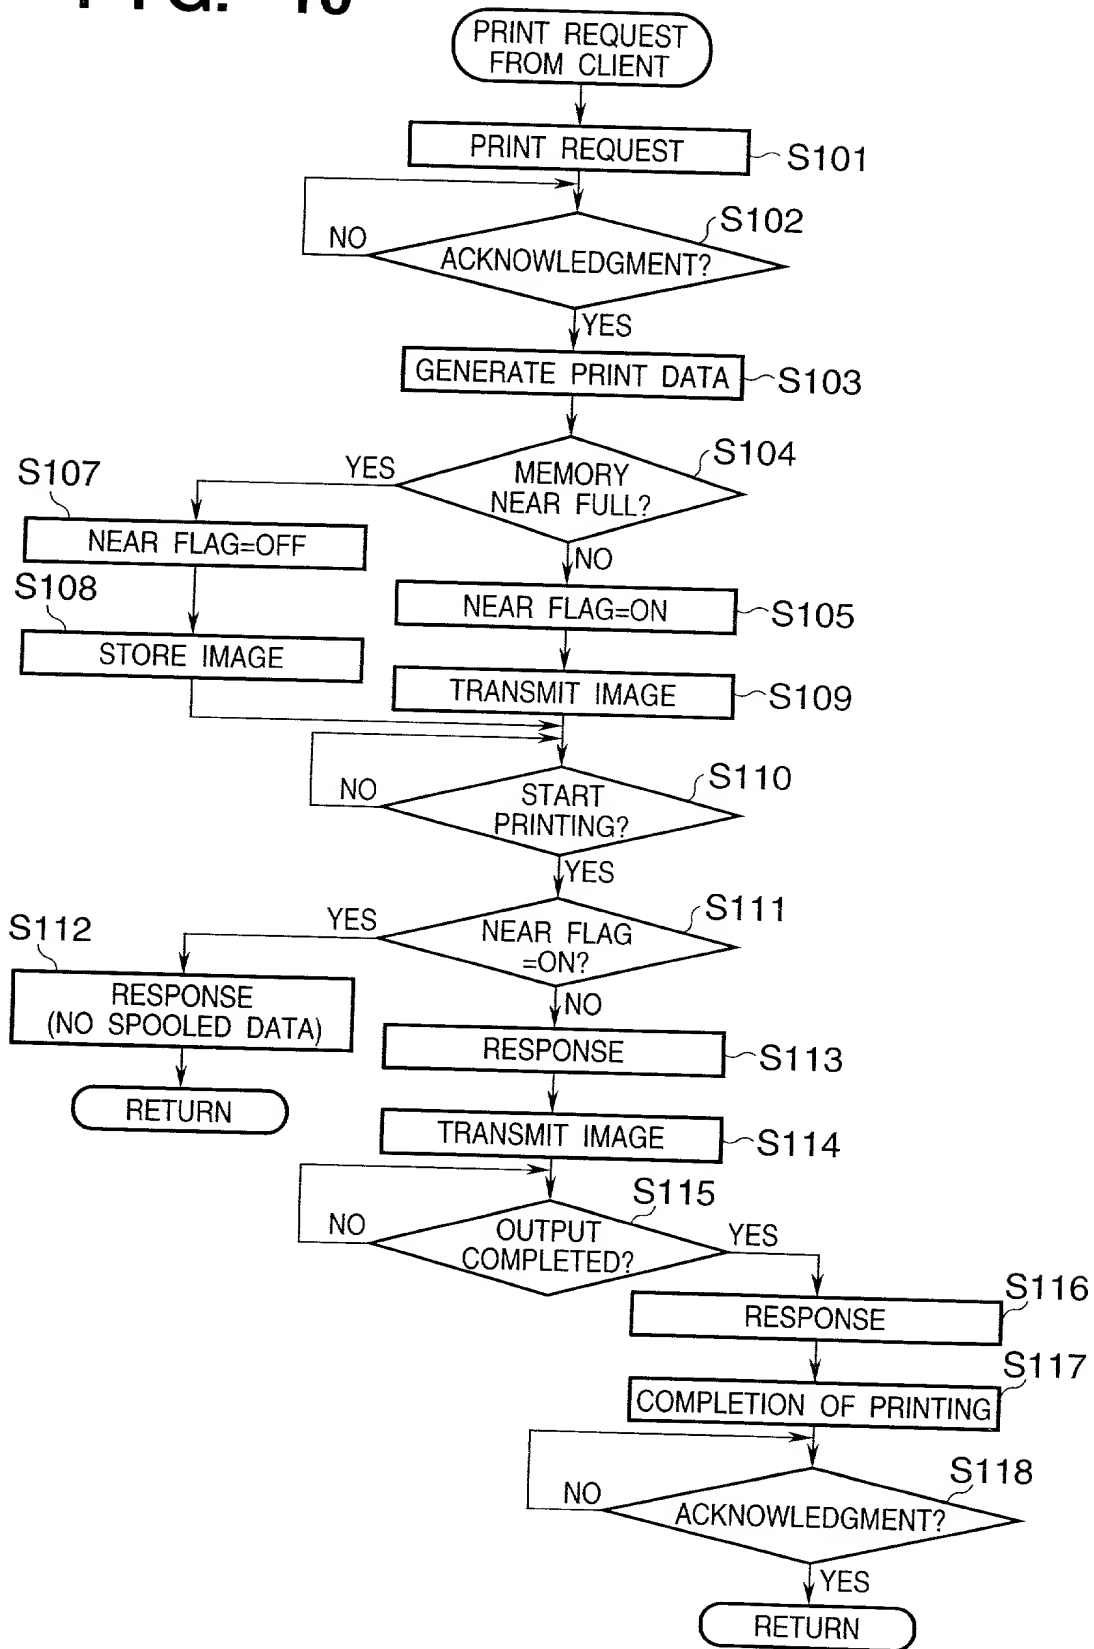 FIG. 10
PRINT REQUEST
FROM CLIENT
PRINT REQUEST
S101
S102
NO
ACKNOWLEDGMENT?
YES
GENERATE PRINT DATA
S103
S104
S107
YES
MEMORY
NEAR FULL?
NEAR FLAG=OFF
NO
S108
NEAR FLAG=ON
S105
STORE IMAGE
TRANSMIT IMAGE
S109
S110
NO
START
PRINTING?
YES
S111
S112
YES
NEAR FLAG
=ON?
RESPONSE
(NO SPOOLED DATA)
NO
RESPONSE
S113
RETURN
TRANSMIT IMAGE
S114
S115
NO
OUTPUT
COMPLETED?
YES
S116
RESPONSE
S117
COMPLETION OF PRINTING
S118
NO
ACKNOWLEDGMENT?
YES
RETURN